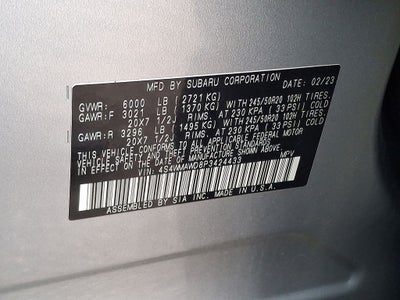 MFD BY SUBARU CORPORATION DATE: 02/23
GVWR: 6000 LB (2721 KG)
GAWR:F 3021 LB (1370 KG) WITH 245/50R20 102H TIRES,
20X7 1/2J RIMS, AT 230 KPA (33 PSI) COLD
GAWR:R 3296 LB (1495 KG) WITH 245/50R20 102H TIRES,
20X7 1/2J RIMS, AT 230 KPA (33 PSI) COLD
THIS VEHICLE CONFORMS TO ALL APPLICABLE FEDERAL MOTOR
VEHICLE SAFETY, BUMPER, AND THEFT PREVENTION STANDARDS
IN EFFECT ON THE DATE OF MANUFACTURE SHOWN ABOVE.
VIN: 4S4WMAWD8P3424433 MPV
ASSEMBLED BY SIA INC. MADE IN U.S.A.